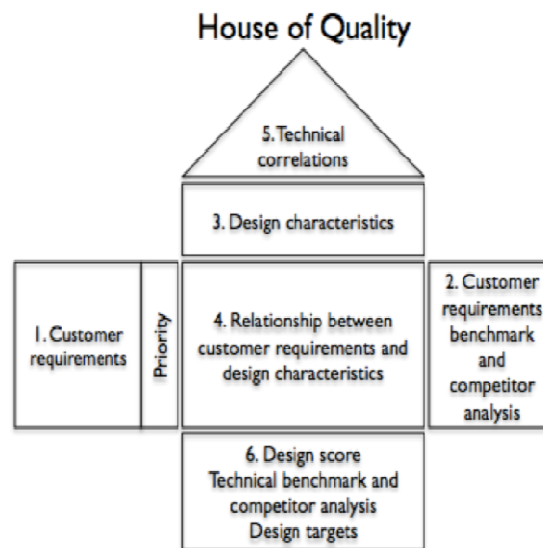 House of Quality
5. Technical
correlations
3. Design characteristics
1. Customer
requirements
Priority
4. Relationship between
customer requirements and
design characteristics
2. Customer
requirements
benchmark
and
competitor
analysis
6. Design score
Technical benchmark and
competitor analysis
Design targets